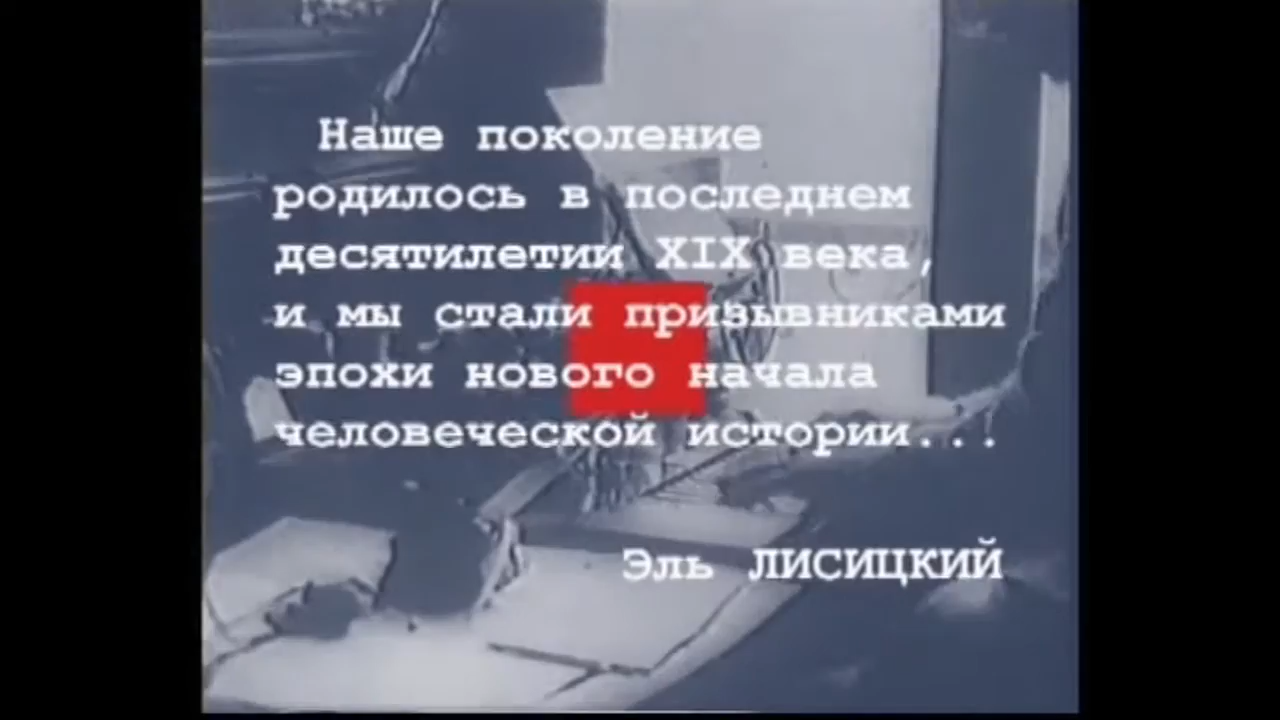 Наше поколение
родилось в последнем
десятилетии XIX века,
и мы стали призывниками
эпохи нового начала
человеческой истории...
Эль ЛИСИЦКИЙ